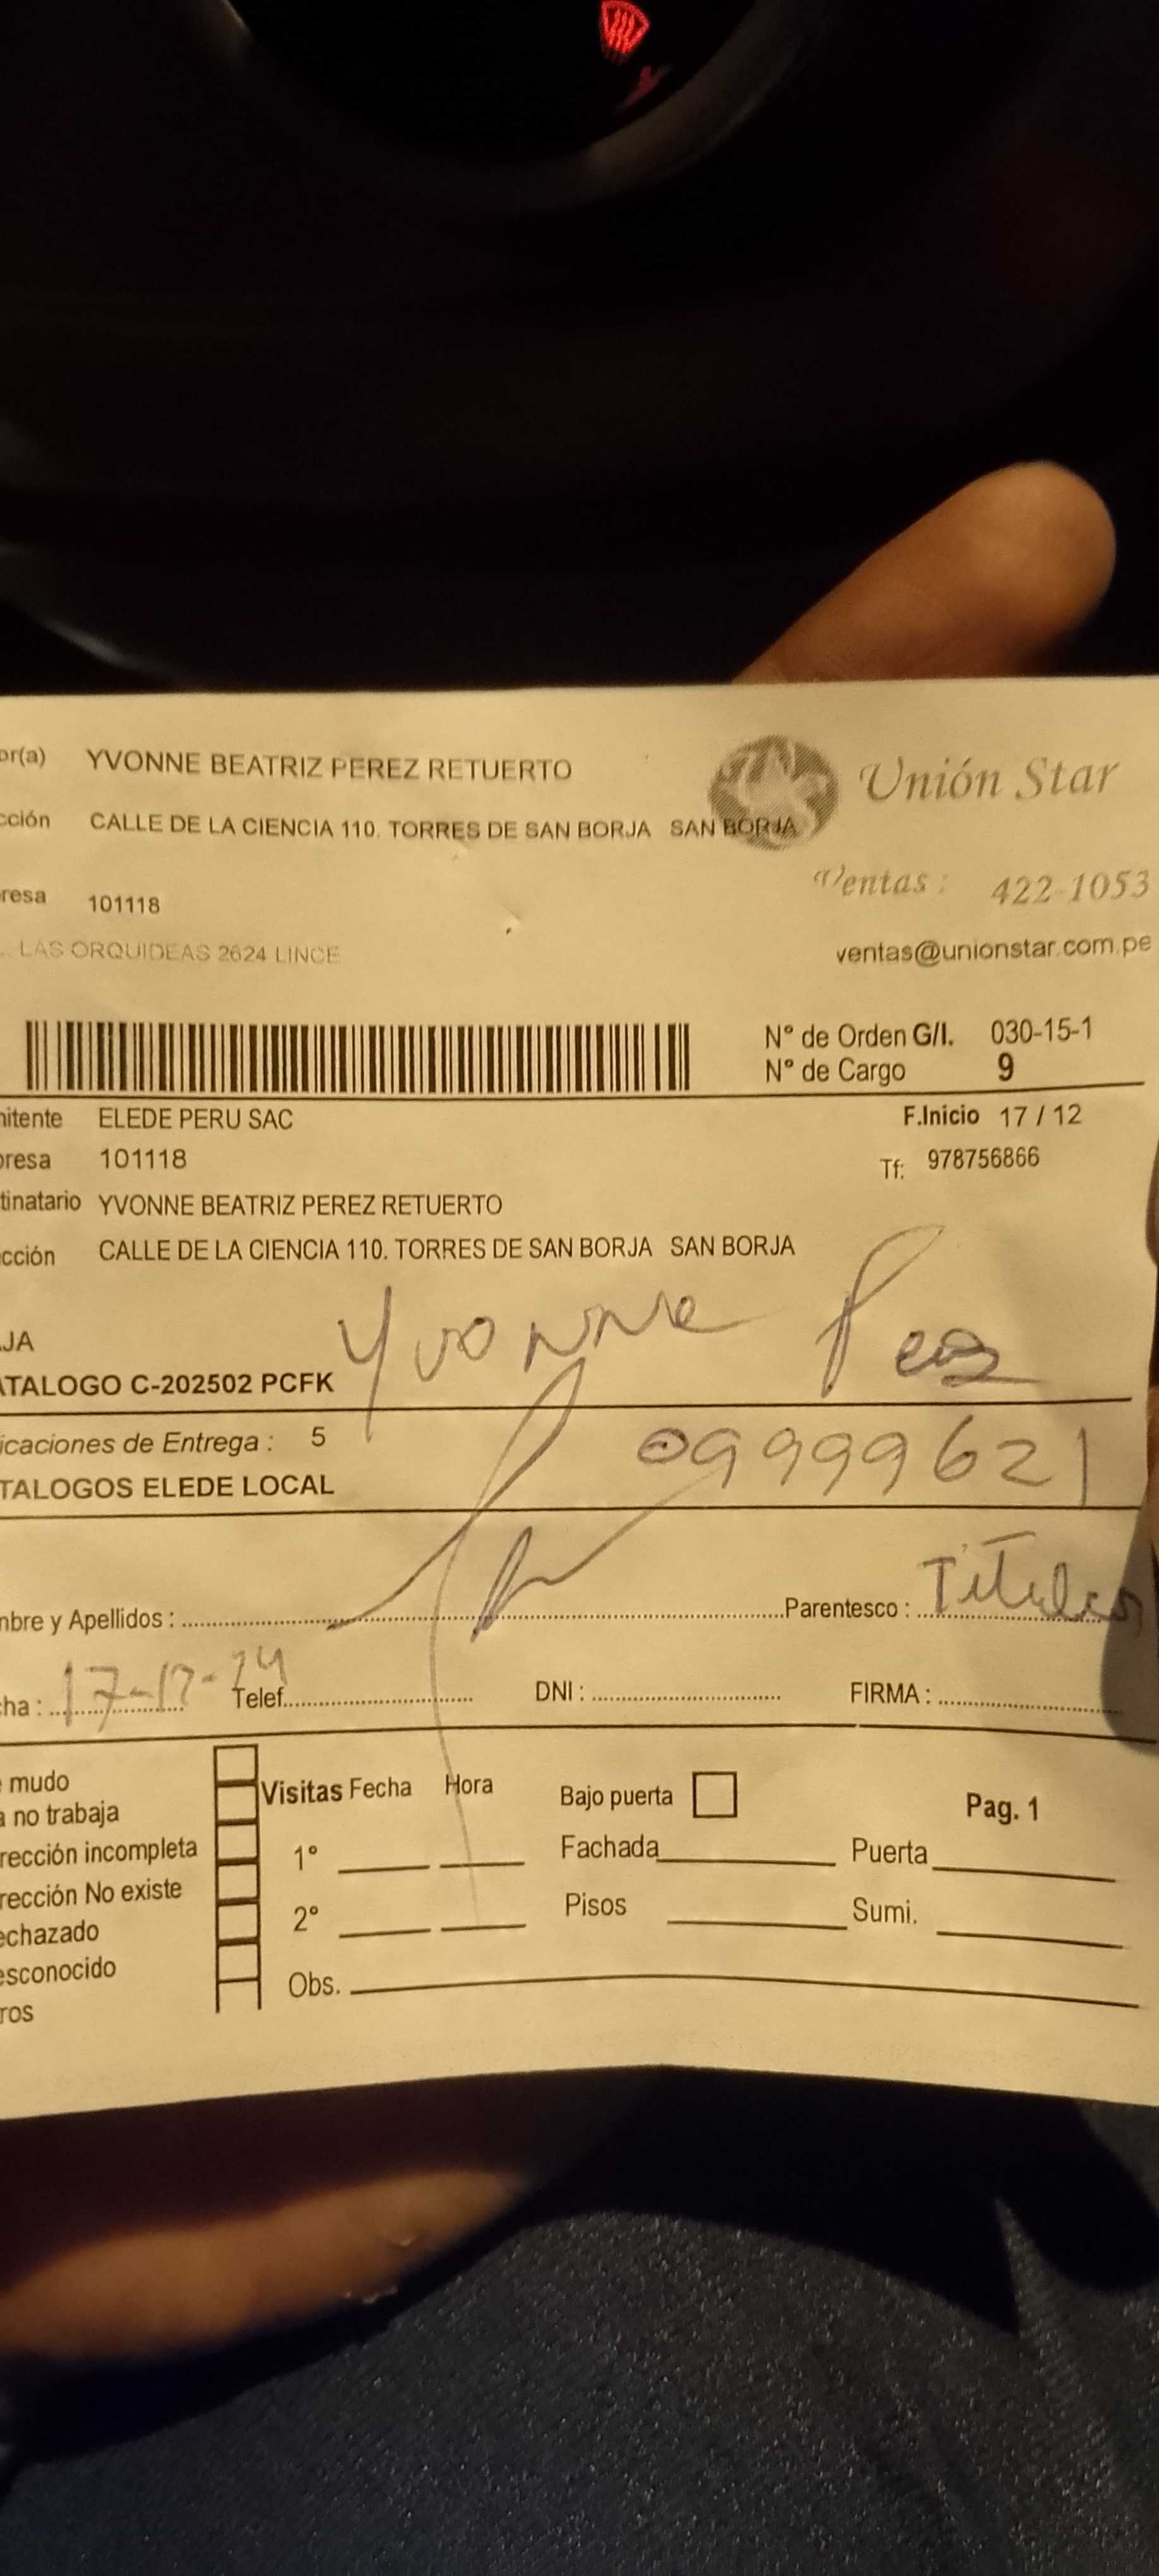 or(a) YVONNE BEATRIZ PEREZ RETUERTO
Unión Star
cción CALLE DE LA CIENCIA 110. TORRES DE SAN BORJA SAN BORJA
Ventas : 422-1053
resa 101118
. LAS ORQUIDEAS 2624 LINCE
ventas@unionstar.com.pe
N° de Orden G/I. 030-15-1
N° de Cargo 9
nitente ELEDE PERU SAC
F.Inicio 17 / 12
resa 101118
Tf: 978756866
tinatario YVONNE BEATRIZ PEREZ RETUERTO
cción CALLE DE LA CIENCIA 110. TORRES DE SAN BORJA SAN BORJA
Yvonne
JA
ATALOGO C-202502 PCFK
icaciones de Entrega : 5
09999621
TALOGOS ELEDE LOCAL
nbre y Apellidos :
Parentesco : Titular
cha : 17-12-24 Telef. DNI : FIRMA :
mudo
Visitas Fecha Hora Bajo puerta Pag. 1
a no trabaja
rección incompleta 1° Fachada Puerta
rección No existe
2° Pisos Sumi.
echazado
esconocido
Obs.
ros